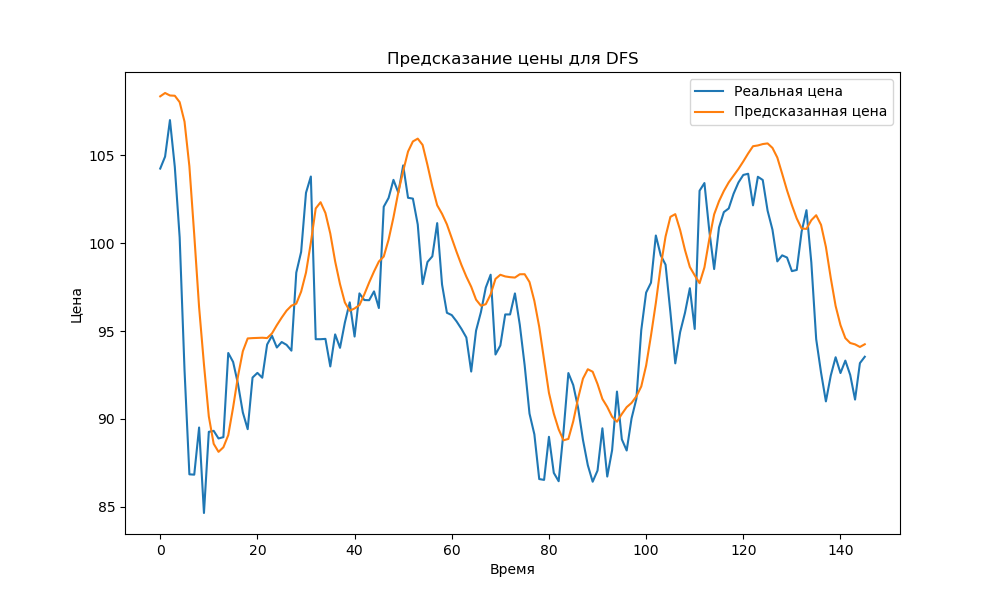 Предсказание цены для DFS
Реальная цена
Предсказанная цена
Цена
105
100
95
90
85
0 20 40 60 80 100 120 140
Время